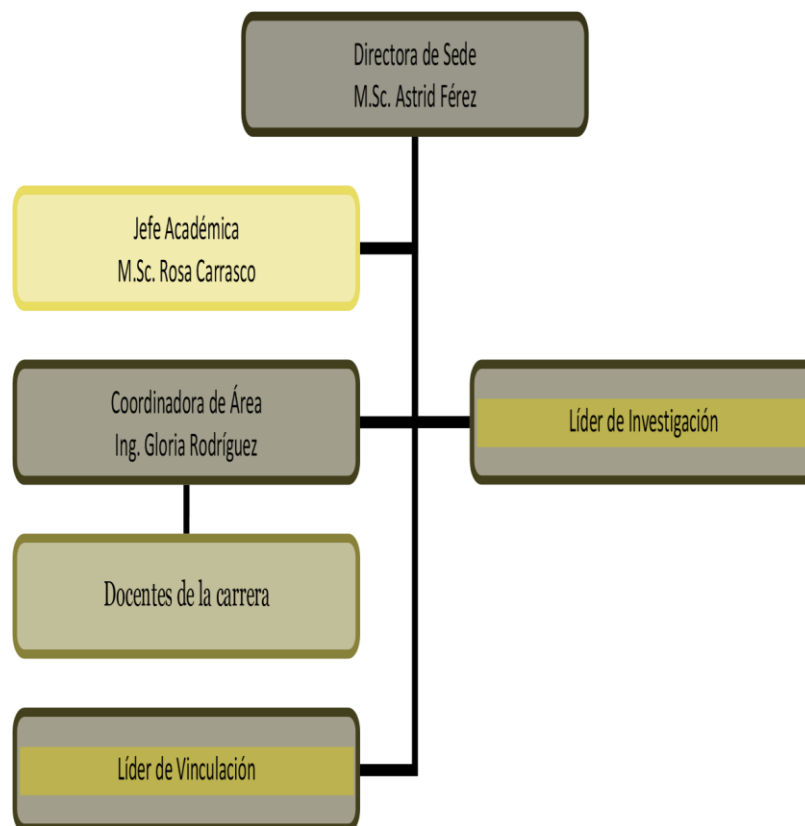 Directora de Sede
M.Sc. Astrid Férez
Jefe Académica
M.Sc. Rosa Carrasco
Coordinadora de Área
Ing. Gloria Rodríguez
Líder de Investigación
Docentes de la carrera
Líder de Vinculación